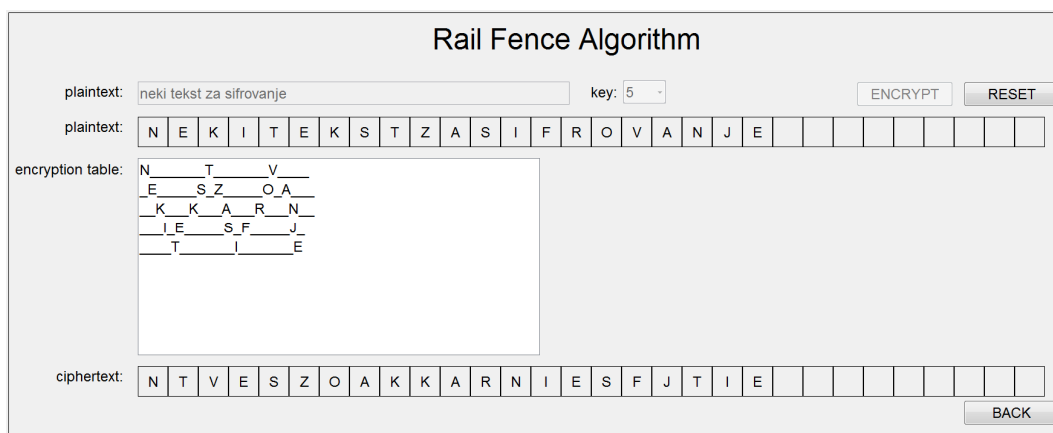 Rail Fence Algorithm
plaintext: neki tekst za sifrovanje key: 5 ENCRYPT RESET
plaintext: N E K I T E K S T Z A S I F R O V A N J E
encryption table: N_______T_______V____
_E_____S_Z_____O_A___
__K___K___A___R___N__
___I_E_____S_F_____J_
____T_______I_______E
ciphertext: N T V E S Z O A K K A R N I E S F J T I E
BACK